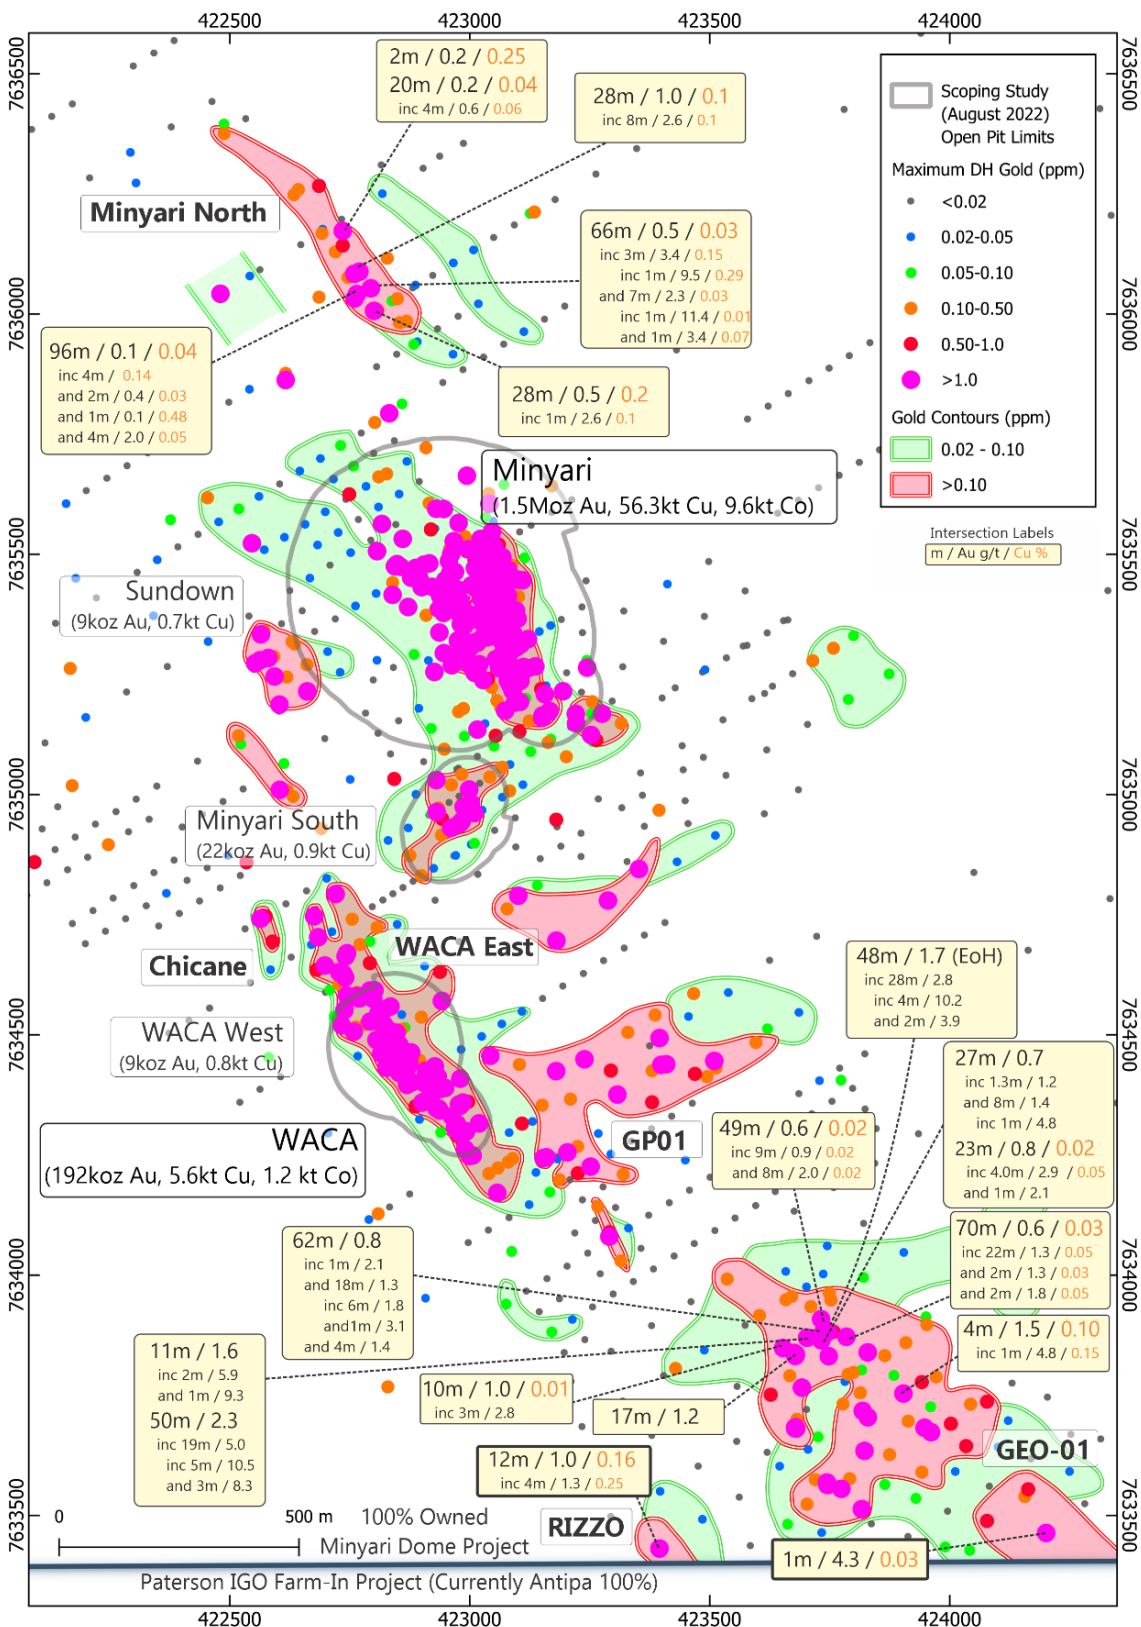 422500 423000 423500 424000
7636500
7636000
7635500
7635000
7634500
7634000
7633500
2m / 0.2 / 0.25
20m / 0.2 / 0.04
inc 4m / 0.6 / 0.06
28m / 1.0 / 0.1
inc 8m / 2.6 / 0.1
Scoping Study
(August 2022)
Open Pit Limits
Maximum DH Gold (ppm)
<0.02
0.02-0.05
0.05-0.10
0.10-0.50
0.50-1.0
>1.0
Gold Contours (ppm)
0.02 - 0.10
>0.10
Intersection Labels
m / Au g/t / Cu %
Minyari North
66m / 0.5 / 0.03
inc 3m / 3.4 / 0.15
inc 1m / 9.5 / 0.29
and 7m / 2.3 / 0.03
inc 1m / 11.4 / 0.01
and 1m / 3.4 / 0.07
96m / 0.1 / 0.04
inc 4m / 0.14
and 2m / 0.4 / 0.03
and 1m / 0.1 / 0.48
and 4m / 2.0 / 0.05
28m / 0.5 / 0.2
inc 1m / 2.6 / 0.1
Minyari
(1.5Moz Au, 56.3kt Cu, 9.6kt Co)
Sundown
(9koz Au, 0.7kt Cu)
Minyari South
(22koz Au, 0.9kt Cu)
WACA East
Chicane
WACA West
(9koz Au, 0.8kt Cu)
WACA
(192koz Au, 5.6kt Cu, 1.2 kt Co)
GP01
48m / 1.7 (EoH)
inc 28m / 2.8
inc 4m / 10.2
and 2m / 3.9
27m / 0.7
inc 1.3m / 1.2
and 8m / 1.4
inc 1m / 4.8
23m / 0.8 / 0.02
inc 4.0m / 2.9 / 0.05
and 1m / 2.1
49m / 0.6 / 0.02
inc 9m / 0.9 / 0.02
and 8m / 2.0 / 0.02
70m / 0.6 / 0.03
inc 22m / 1.3 / 0.05
and 2m / 1.3 / 0.03
and 2m / 1.8 / 0.05
62m / 0.8
inc 1m / 2.1
and 18m / 1.3
inc 6m / 1.8
and1m / 3.1
and 4m / 1.4
4m / 1.5 / 0.10
inc 1m / 4.8 / 0.15
11m / 1.6
inc 2m / 5.9
and 1m / 9.3
50m / 2.3
inc 19m / 5.0
inc 5m / 10.5
and 3m / 8.3
10m / 1.0 / 0.01
inc 3m / 2.8
17m / 1.2
12m / 1.0 / 0.16
inc 4m / 1.3 / 0.25
GEO-01
RIZZO
1m / 4.3 / 0.03
0 500 m
100% Owned
Minyari Dome Project
Paterson IGO Farm-In Project (Currently Antipa 100%)
7636500
7636000
7635500
7635000
7634500
7634000
7633500
422500 423000 423500 424000